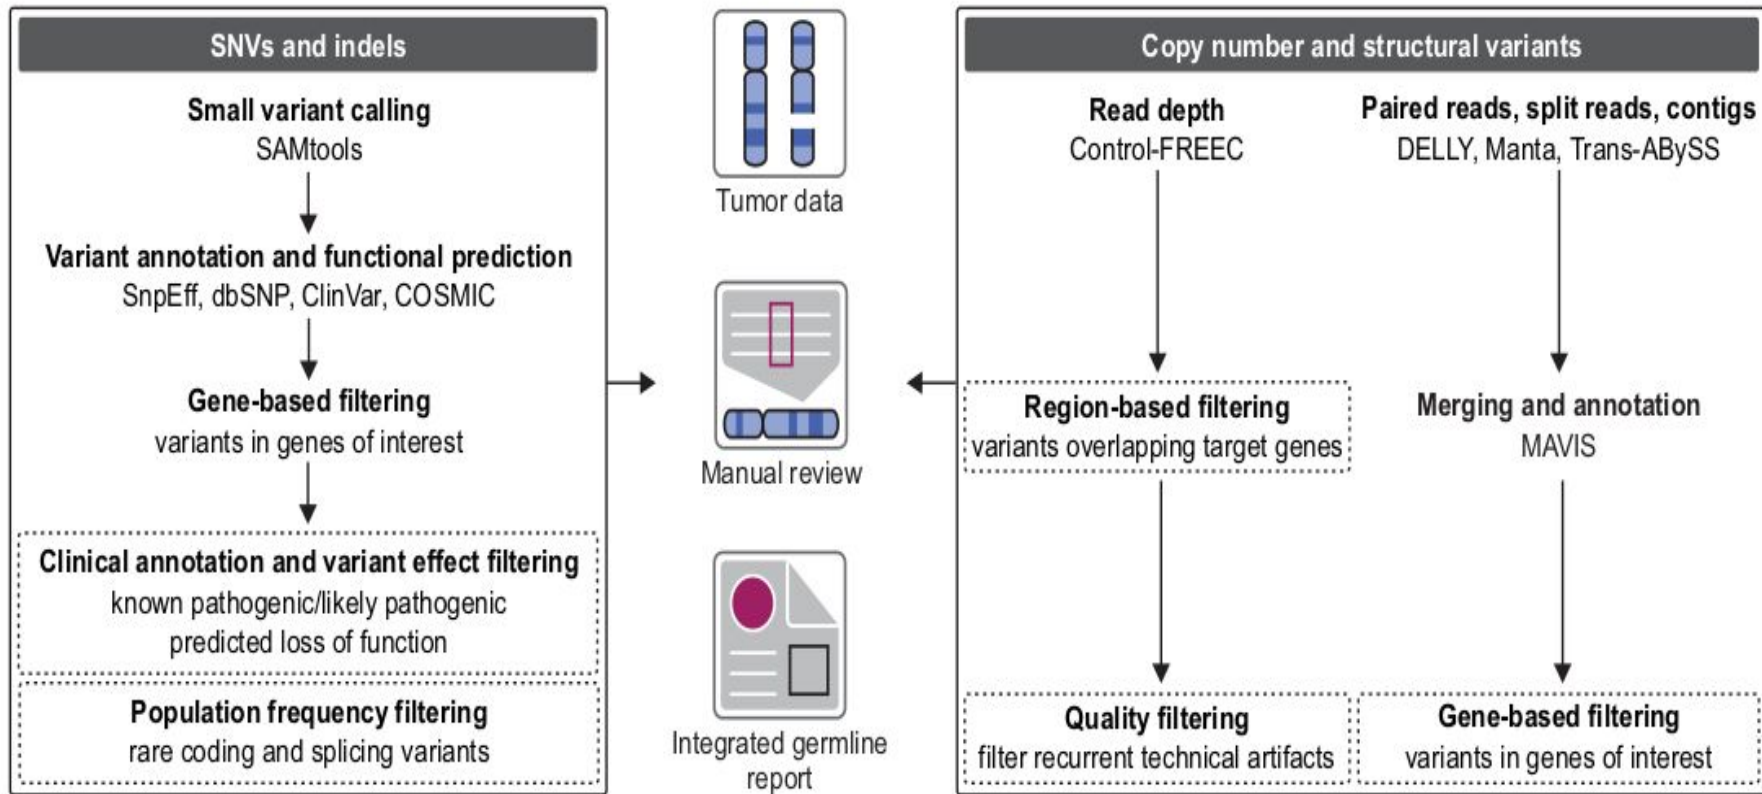 SNVs and indels
Small variant calling
SAMtools
Variant annotation and functional prediction
SnpEff, dbSNP, ClinVar, COSMIC
Gene-based filtering
variants in genes of interest
Clinical annotation and variant effect filtering
known pathogenic/likely pathogenic
predicted loss of function
Population frequency filtering
rare coding and splicing variants
Tumor data
Manual review
Integrated germline
report
Copy number and structural variants
Read depth
Control-FREEC
Region-based filtering
variants overlapping target genes
Quality filtering
filter recurrent technical artifacts
Paired reads, split reads, contigs
DELLY, Manta, Trans-ABySS
Merging and annotation
MAVIS
Gene-based filtering
variants in genes of interest